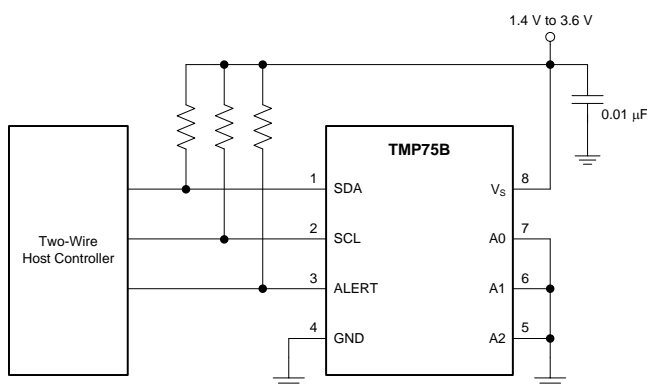 1.4 V to 3.6 V
0.01 μF
TMP75B
Two-Wire
Host Controller
1 SDA
2 SCL
3 ALERT
4 GND
VS 8
A0 7
A1 6
A2 5